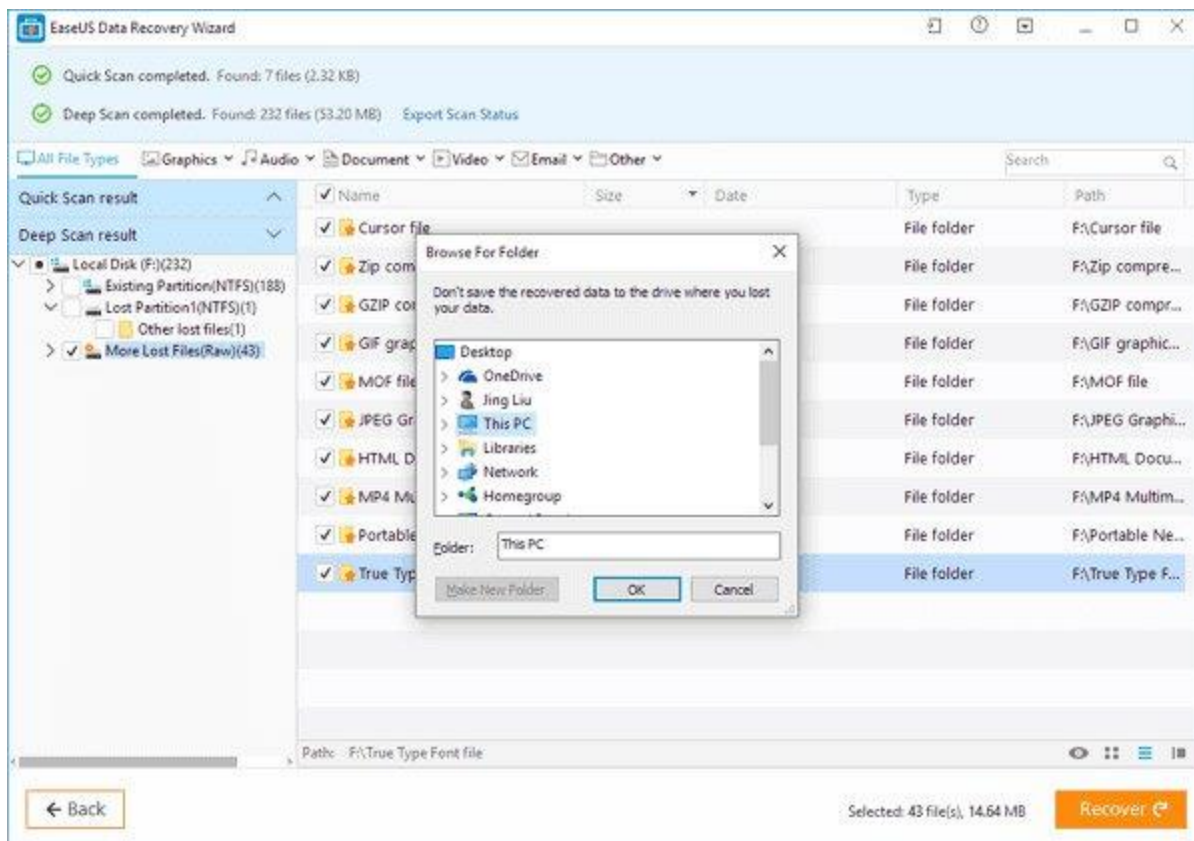 EaseUS Data Recovery Wizard
Quick Scan completed. Found: 7 files (2.32 KB)
Deep Scan completed. Found: 232 files (53.20 MB) Export Scan Status
All File Types Graphics Audio Document Video Email Other Search
Quick Scan result
Deep Scan result
Local Disk (F:)(232)
Existing Partition(NTFS)(188)
Lost Partition1(NTFS)(1)
Other lost files(1)
More Lost Files(Raw)(43)
Name Size Date Type Path
Cursor file File folder F:\Cursor file
Zip com File folder F:\Zip compre...
GZIP co File folder F:\GZIP compr...
GIF grap File folder F:\GIF graphic...
MOF file File folder F:\MOF file
JPEG Gr File folder F:\JPEG Graphi...
HTML D File folder F:\HTML Docu...
MP4 Mu File folder F:\MP4 Multim...
Portable File folder F:\Portable Ne...
True Typ File folder F:\True Type F...
Browse For Folder
Don't save the recovered data to the drive where you lost
your data.
Desktop
OneDrive
Jing Liu
This PC
Libraries
Network
Homegroup
Folder: This PC
Make New Folder OK Cancel
Path: F:\True Type Font file
Back Selected: 43 file(s), 14.64 MB Recover